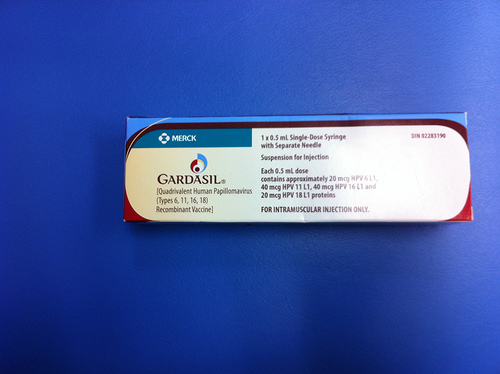 MERCK
GARDASIL®
[Quadrivalent Human Papillomavirus
(Types 6, 11, 16, 18)
Recombinant Vaccine]
1 x 0.5 mL Single-Dose Syringe
with Separate Needle
Suspension for Injection
Each 0.5 mL dose
contains approximately 20 mcg HPV 6 L1,
40 mcg HPV 11 L1, 40 mcg HPV 16 L1 and
20 mcg HPV 18 L1 proteins
FOR INTRAMUSCULAR INJECTION ONLY.
DIN 02283190